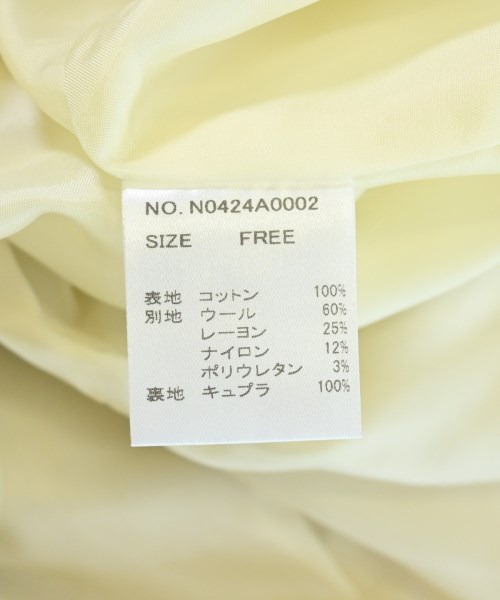 NO. N0424A0002
SIZE FREE
表地 コットン 100%
別地 ウール 60%
レーヨン 25%
ナイロン 12%
ポリウレタン 3%
裏地 キュプラ 100%